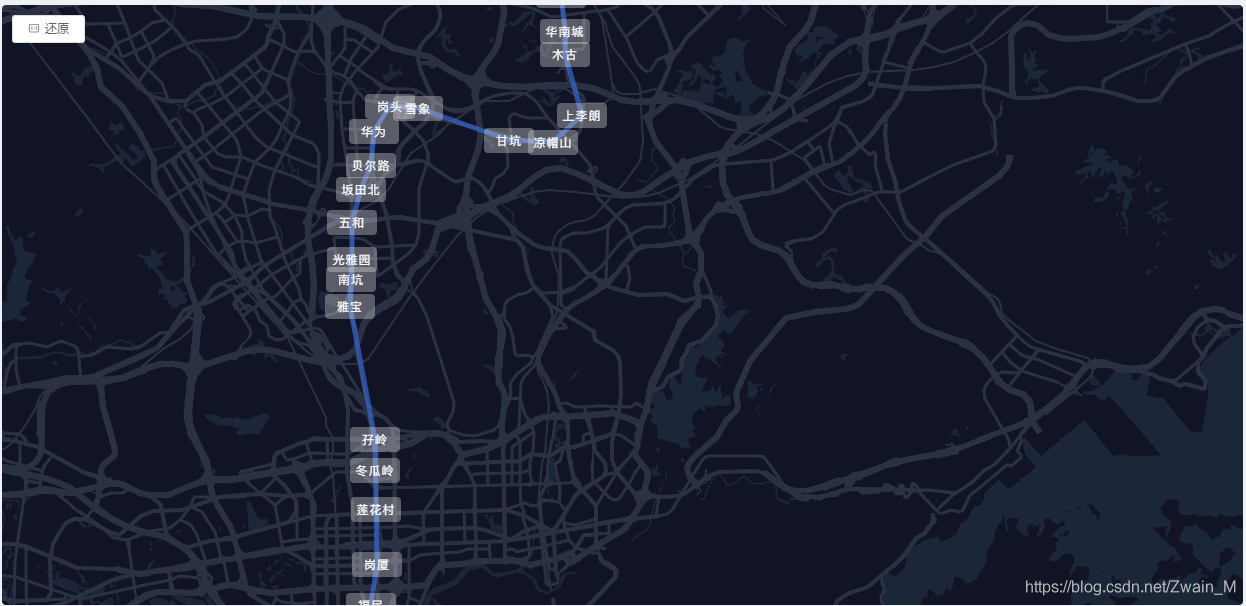 还原
华南城
木古
上李朗
岗头
雪象
华为
甘坑
凉帽山
贝尔路
坂田北
五和
光雅园
南坑
雅宝
孖岭
冬瓜岭
莲花村
岗厦
https://blog.csdn.net/Zwain_M